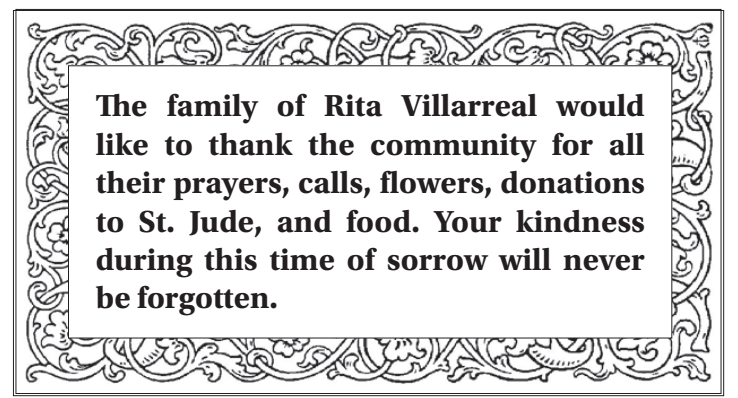 The family of Rita Villarreal would
like to thank the community for all
their prayers, calls, flowers, donations
to St. Jude, and food. Your kindness
during this time of sorrow will never
be forgotten.